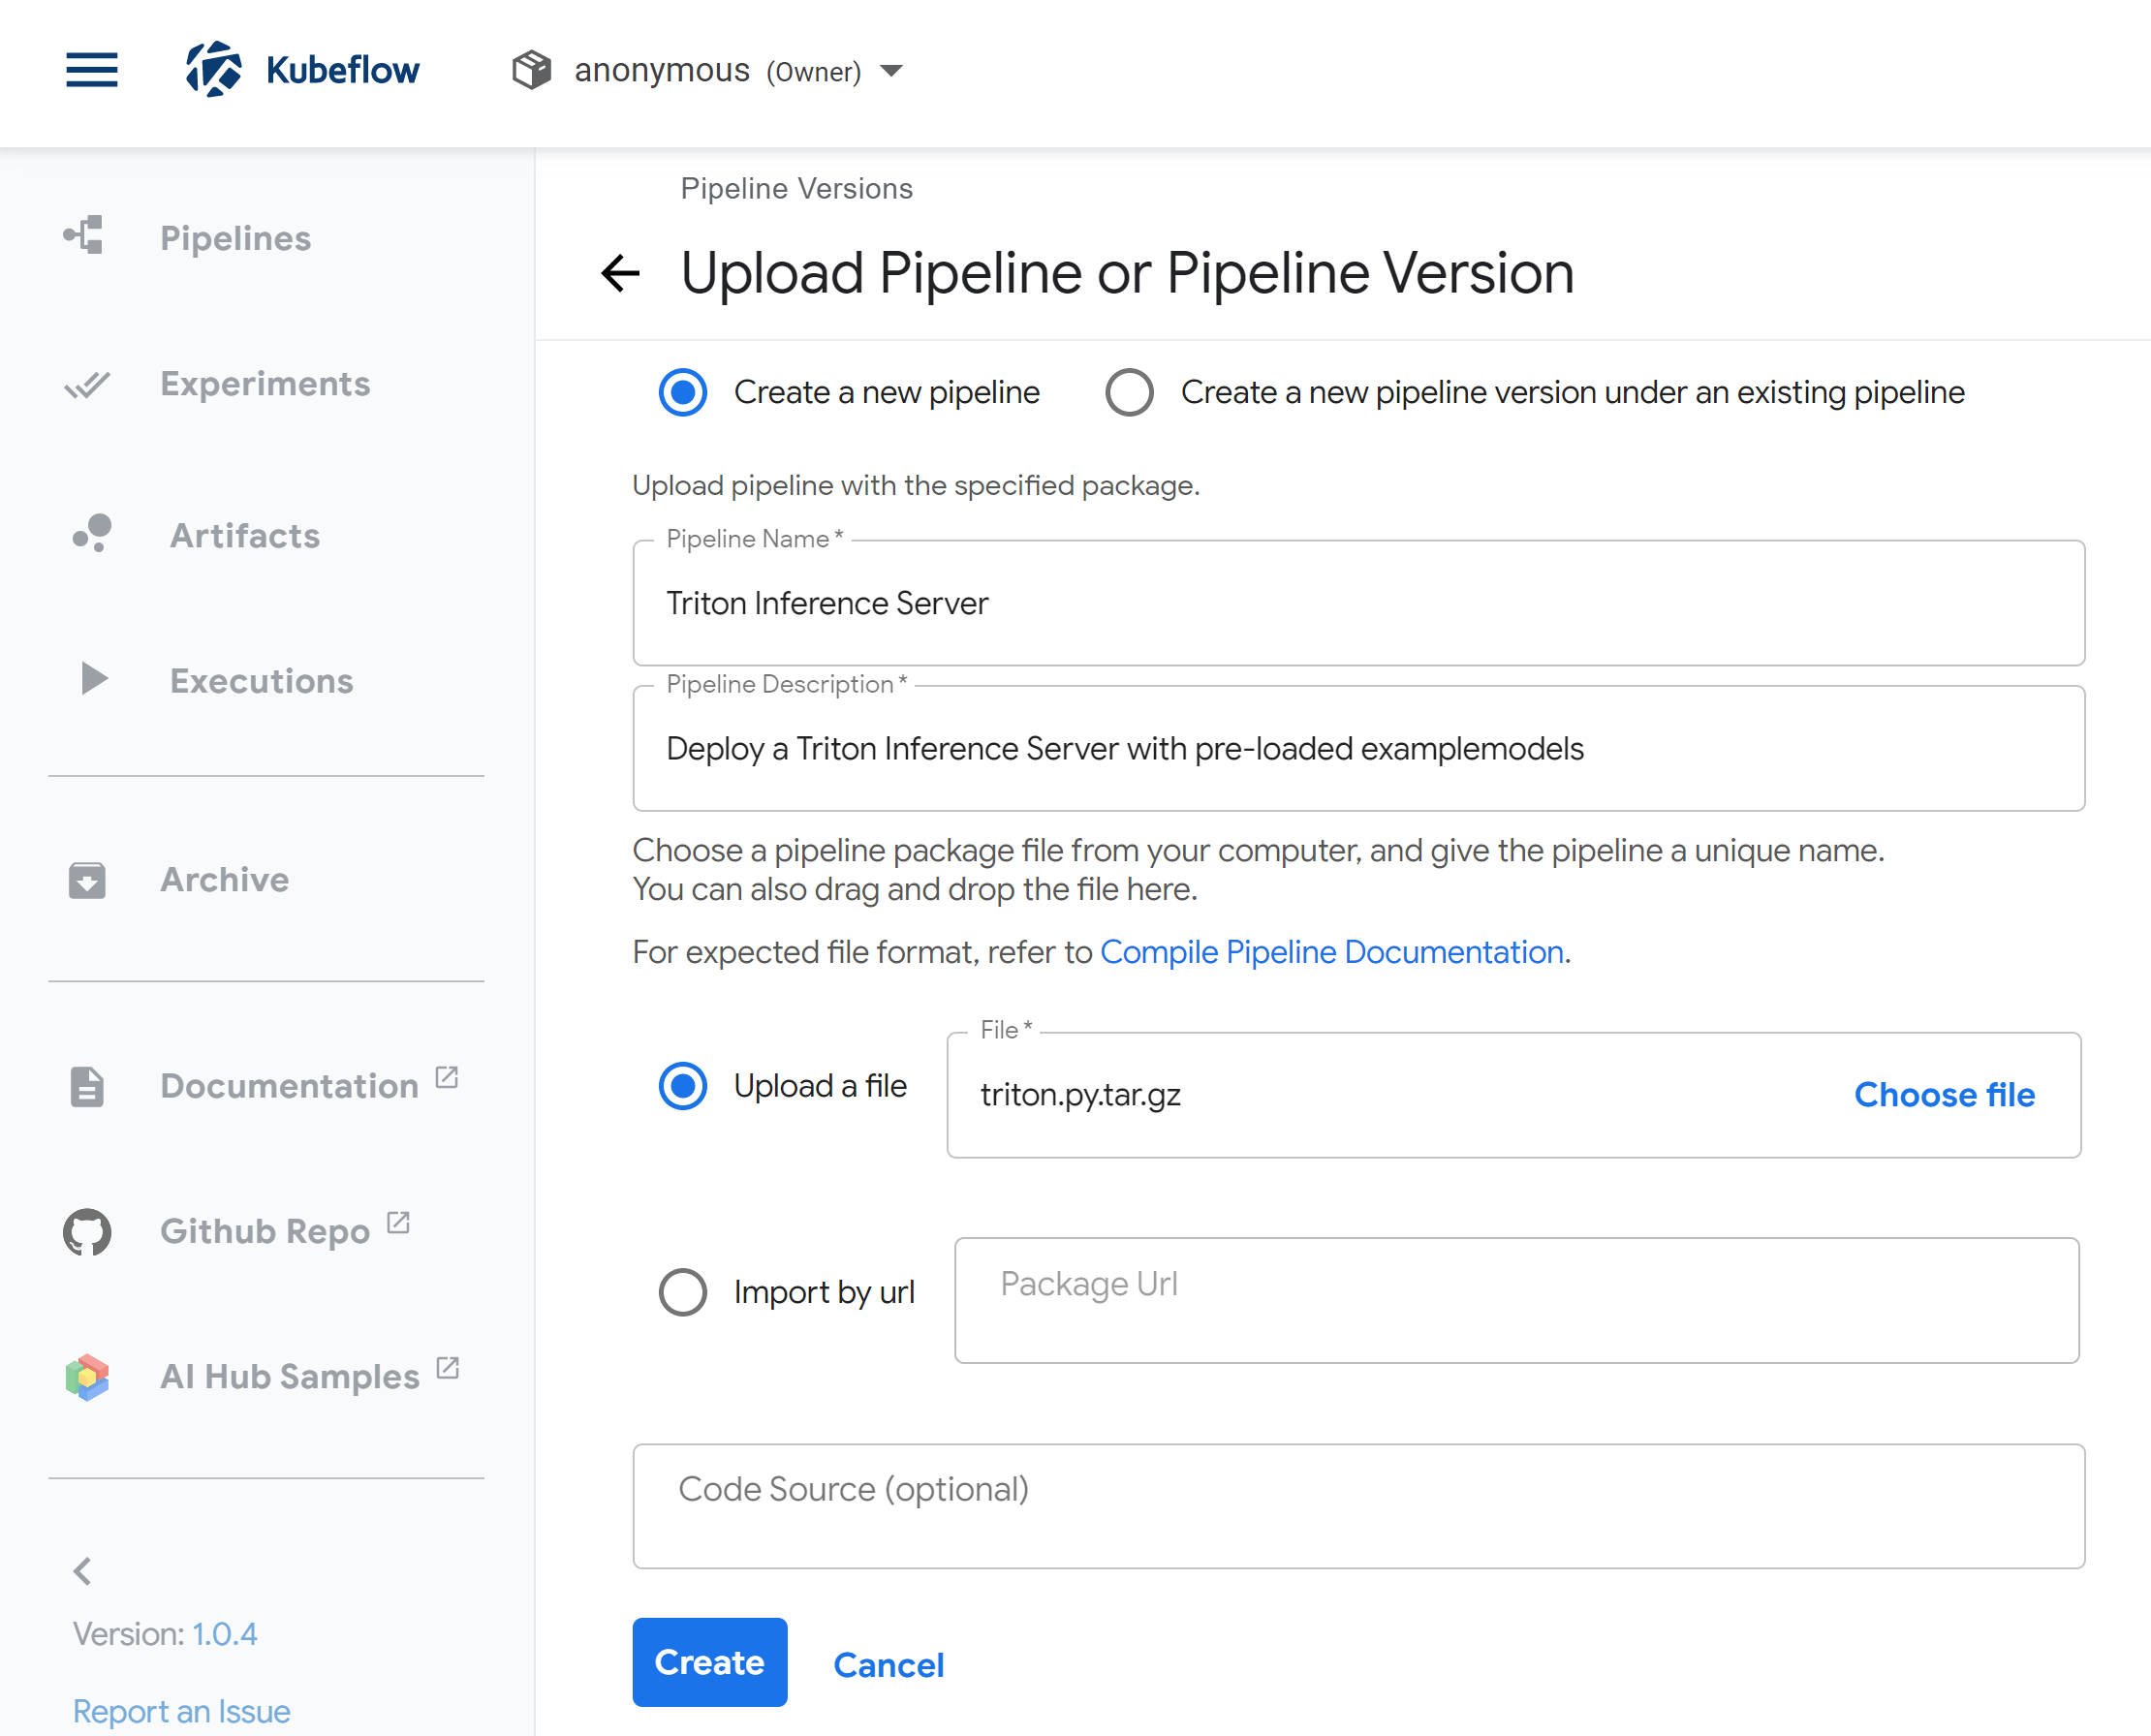 Kubeflow
anonymous (Owner)
Pipelines
Experiments
Artifacts
Executions
Archive
Documentation
Github Repo
AI Hub Samples
Version: 1.0.4
Report an Issue
Pipeline Versions
Upload Pipeline or Pipeline Version
Create a new pipeline
Create a new pipeline version under an existing pipeline
Upload pipeline with the specified package.
Pipeline Name *
Triton Inference Server
Pipeline Description *
Deploy a Triton Inference Server with pre-loaded examplemodels
Choose a pipeline package file from your computer, and give the pipeline a unique name.
You can also drag and drop the file here.
For expected file format, refer to Compile Pipeline Documentation.
File *
Upload a file
triton.py.tar.gz
Choose file
Import by url
Package Url
Code Source (optional)
Create
Cancel